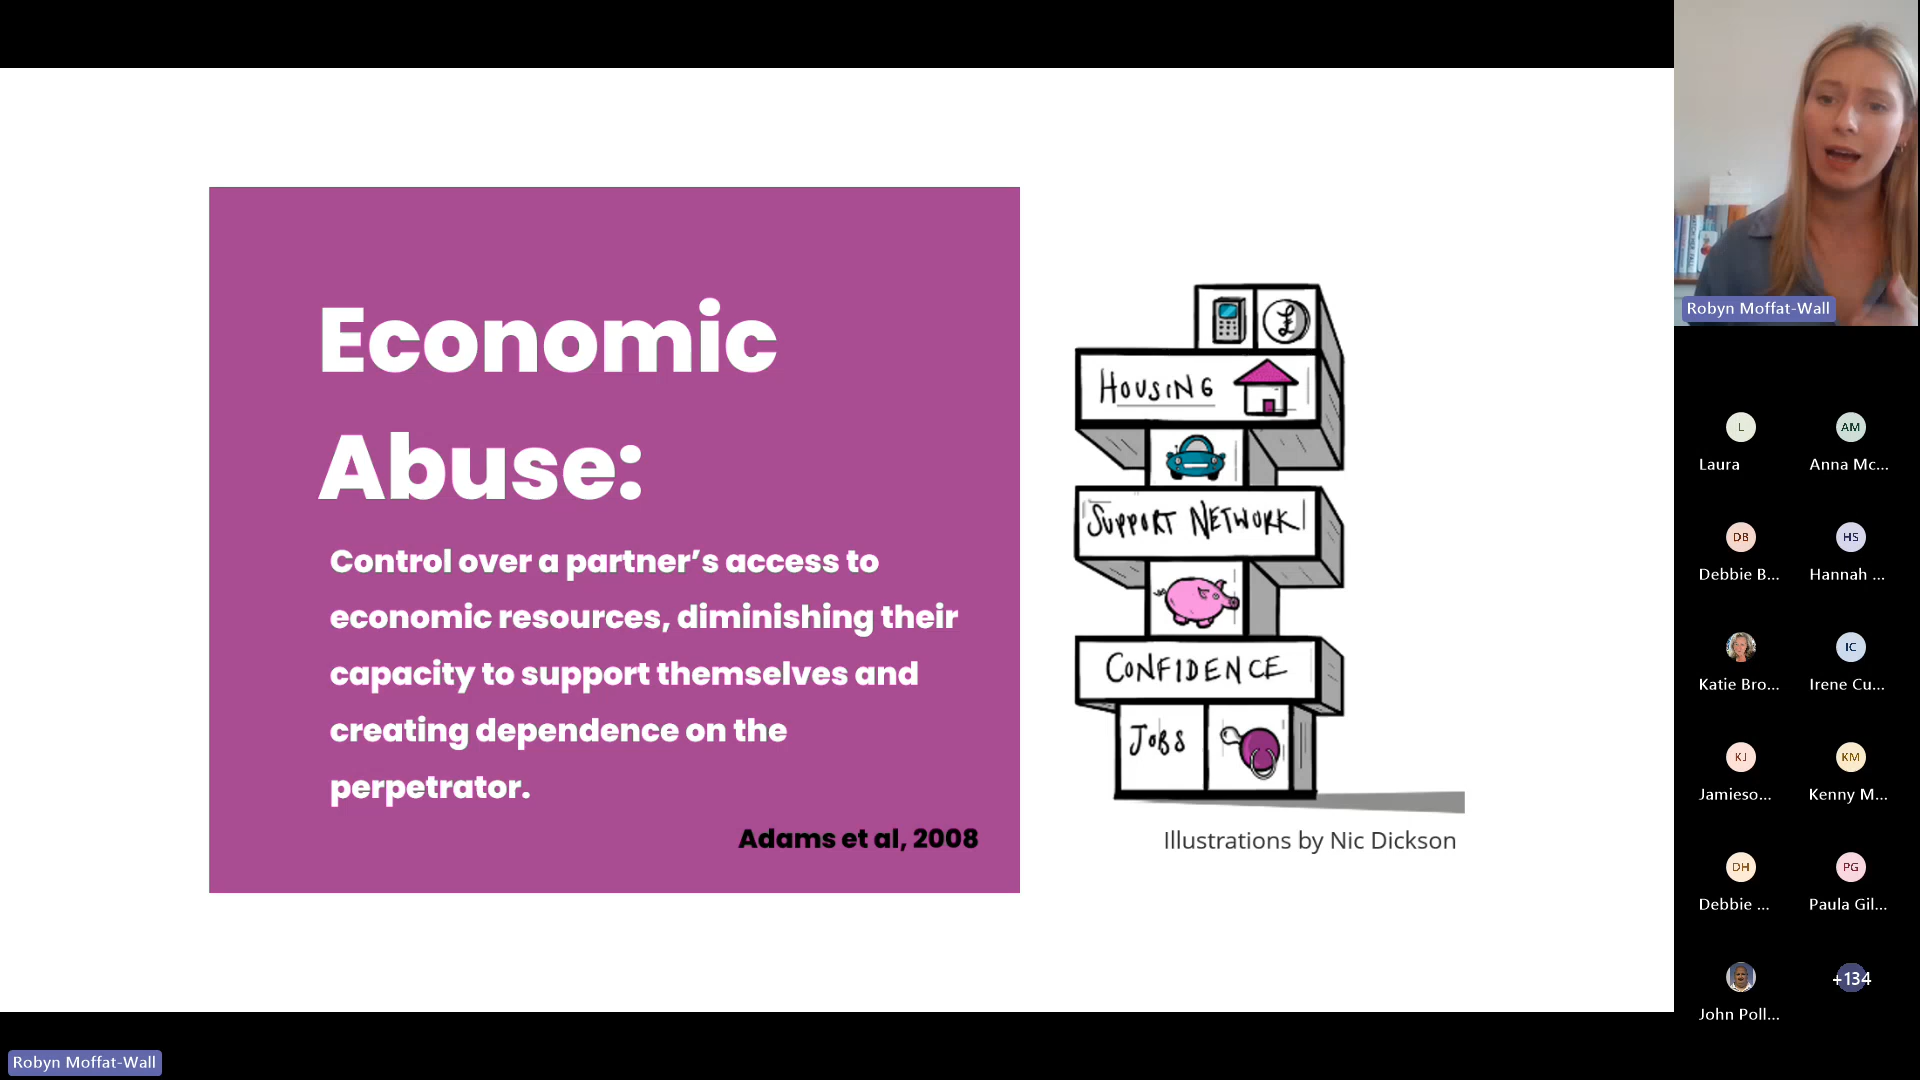 Economic
Abuse:
Control over a partner's access to
economic resources, diminishing their
capacity to support themselves and
creating dependence on the
perpetrator.
Adams et al, 2008
£
HOUSING
SUPPORT NETWORK
CONFIDENCE
JOBS
Illustrations by Nic Dickson
Robyn Moffat-Wall
L
AM
Laura
Anna Mc...
DB
HS
Debbie B...
Hannah ...
IC
Katie Bro...
Irene Cu...
KJ
KM
Jamieso...
Kenny M...
DH
PG
Debbie ...
Paula Gil...
+134
John Poll...
Robyn Moffat-Wall